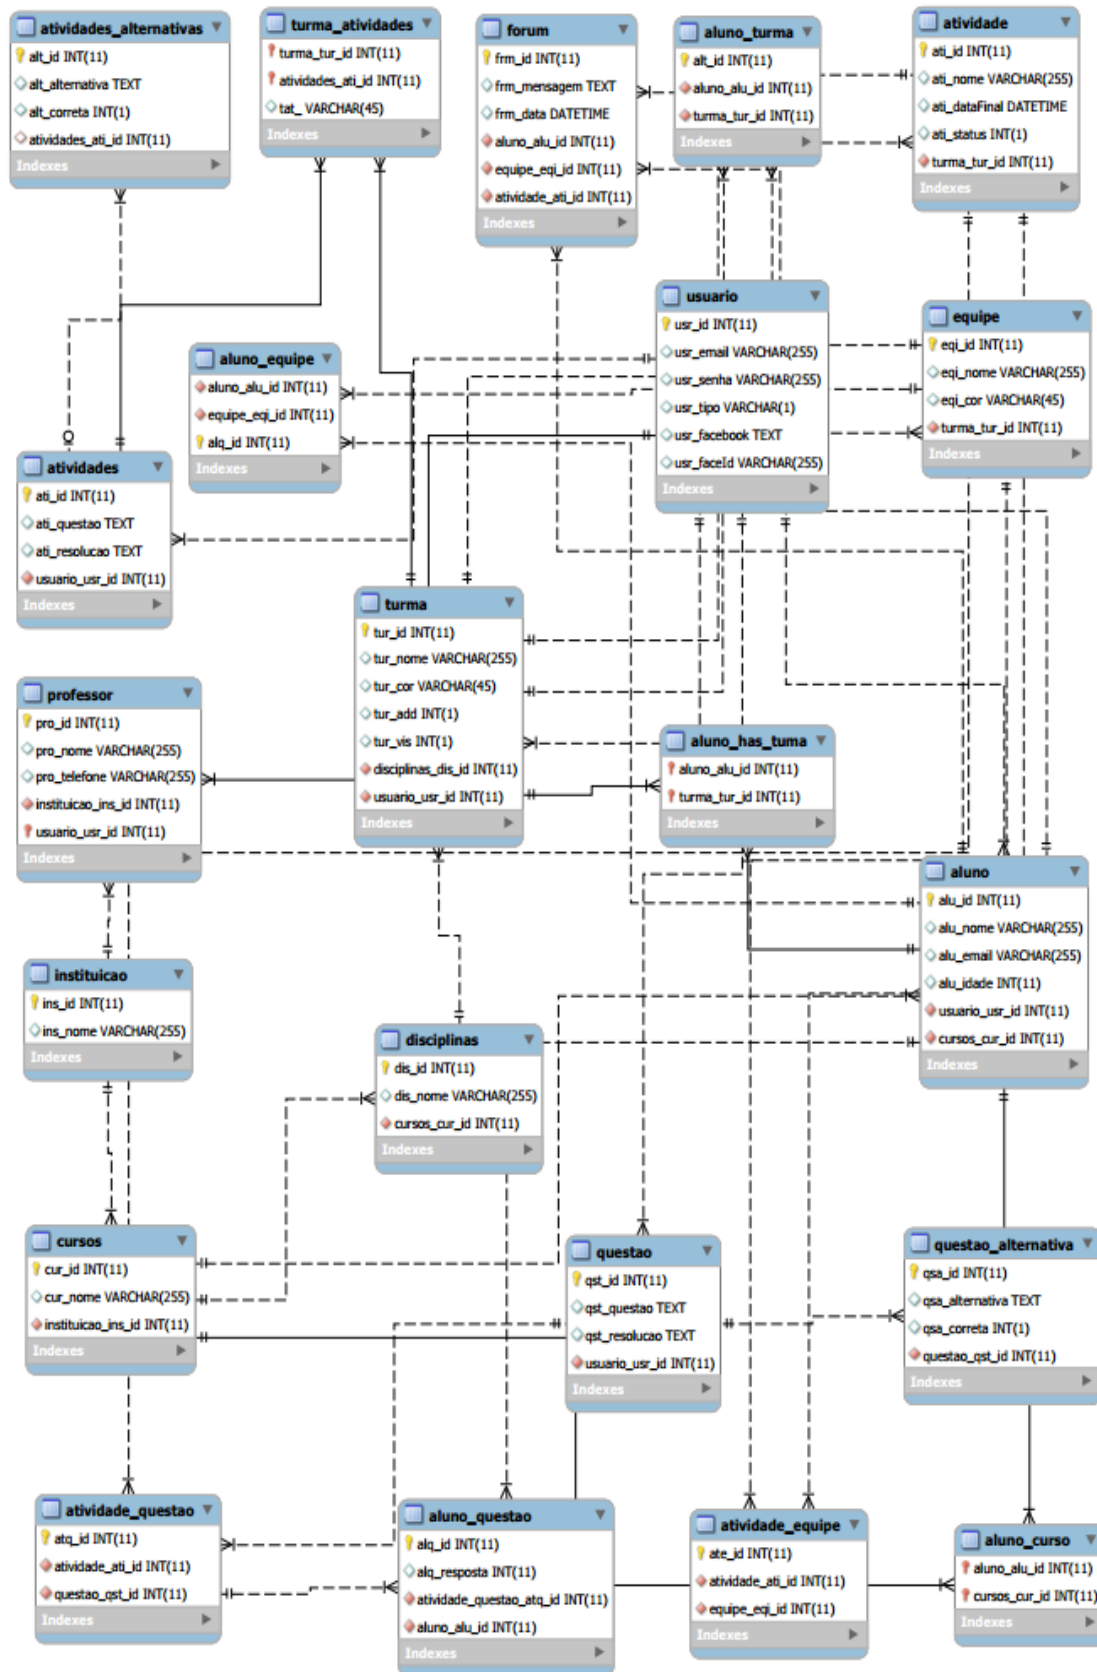 atividades_alternativas
alt_id INT(11)
alt_alternativa TEXT
alt_correta INT(1)
atividades_ati_id INT(11)
Indexes
turma_atividades
turma_tur_id INT(11)
atividades_ati_id INT(11)
tat_ VARCHAR(45)
Indexes
forum
frm_id INT(11)
frm_mensagem TEXT
frm_data DATETIME
aluno_alu_id INT(11)
equipe_eqi_id INT(11)
atividade_ati_id INT(11)
Indexes
aluno_turma
alt_id INT(11)
aluno_alu_id INT(11)
turma_tur_id INT(11)
Indexes
atividade
ati_id INT(11)
ati_nome VARCHAR(255)
ati_dataFinal DATETIME
ati_status INT(1)
turma_tur_id INT(11)
Indexes
usuario
usr_id INT(11)
usr_email VARCHAR(255)
usr_senha VARCHAR(255)
usr_tipo VARCHAR(1)
usr_facebook TEXT
usr_faceId VARCHAR(255)
Indexes
equipe
eqi_id INT(11)
eqi_nome VARCHAR(255)
eqi_cor VARCHAR(45)
turma_tur_id INT(11)
Indexes
aluno_equipe
aluno_alu_id INT(11)
equipe_eqi_id INT(11)
alq_id INT(11)
Indexes
atividades
ati_id INT(11)
ati_questao TEXT
ati_resolucao TEXT
usuario_usr_id INT(11)
Indexes
turma
tur_id INT(11)
tur_nome VARCHAR(255)
tur_cor VARCHAR(45)
tur_add INT(1)
tur_vis INT(1)
disciplinas_dis_id INT(11)
usuario_usr_id INT(11)
Indexes
professor
pro_id INT(11)
pro_nome VARCHAR(255)
pro_telefone VARCHAR(255)
instituicao_ins_id INT(11)
usuario_usr_id INT(11)
Indexes
aluno_has_tuma
aluno_alu_id INT(11)
turma_tur_id INT(11)
Indexes
aluno
alu_id INT(11)
alu_nome VARCHAR(255)
alu_email VARCHAR(255)
alu_idade INT(11)
usuario_usr_id INT(11)
cursos_cur_id INT(11)
Indexes
instituicao
ins_id INT(11)
ins_nome VARCHAR(255)
Indexes
disciplinas
dis_id INT(11)
dis_nome VARCHAR(255)
cursos_cur_id INT(11)
Indexes
cursos
cur_id INT(11)
cur_nome VARCHAR(255)
instituicao_ins_id INT(11)
Indexes
questao
qst_id INT(11)
qst_questao TEXT
qst_resolucao TEXT
usuario_usr_id INT(11)
Indexes
questao_alternativa
qsa_id INT(11)
qsa_alternativa TEXT
qsa_correta INT(1)
questao_qst_id INT(11)
Indexes
atividade_questao
atq_id INT(11)
atividade_ati_id INT(11)
questao_qst_id INT(11)
Indexes
aluno_questao
alq_id INT(11)
alq_resposta INT(11)
atividade_questao_atq_id INT(11)
aluno_alu_id INT(11)
Indexes
atividade_equipe
ate_id INT(11)
atividade_ati_id INT(11)
equipe_eqi_id INT(11)
Indexes
aluno_curso
aluno_alu_id INT(11)
cursos_cur_id INT(11)
Indexes